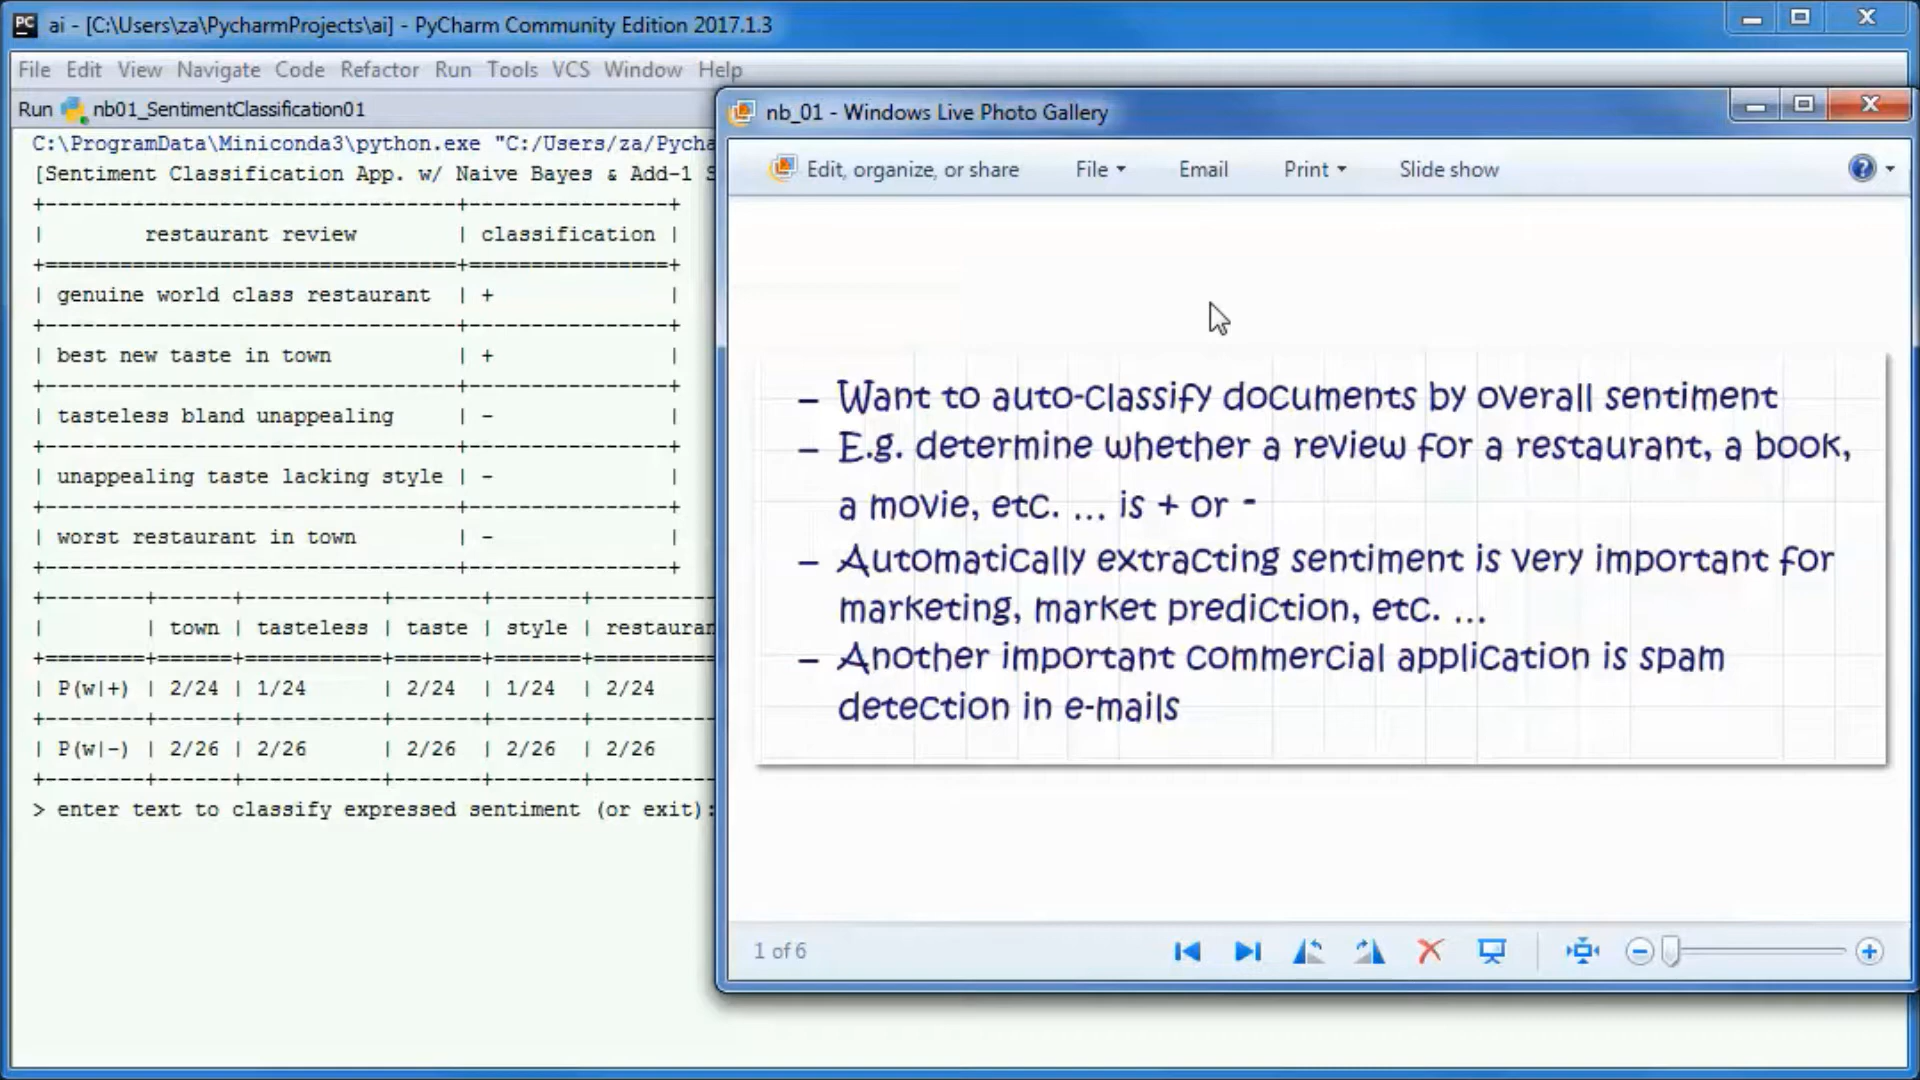 ai - [C:\Users\za\PycharmProjects\ai] - PyCharm Community Edition 2017.1.3
File Edit View Navigate Code Refactor Run Tools VCS Window Help
Run nb01_SentimentClassification01
C:\ProgramData\Miniconda3\python.exe "C:/Users/za/Pycha
[Sentiment Classification App. w/ Naive Bayes & Add-1 S
+----------------------------------+----------------+
| restaurant review | classification |
+==================================+================+
| genuine world class restaurant | + |
+----------------------------------+----------------+
| best new taste in town | + |
+----------------------------------+----------------+
| tasteless bland unappealing | - |
+----------------------------------+----------------+
| unappealing taste lacking style | - |
+----------------------------------+----------------+
| worst restaurant in town | - |
+----------------------------------+----------------+
| | town | tasteless | taste | style | restauran
| P(w|+) | 2/24 | 1/24 | 2/24 | 1/24 | 2/24
| P(w|-) | 2/26 | 2/26 | 2/26 | 2/26 | 2/26
> enter text to classify expressed sentiment (or exit):
nb_01 - Windows Live Photo Gallery
Edit, organize, or share File Email Print Slide show
– Want to auto-classify documents by overall sentiment
– E.g. determine whether a review for a restaurant, a book,
a movie, etc. ... is + or -
– Automatically extracting sentiment is very important for
marketing, market prediction, etc. ...
– Another important commercial application is spam
detection in e-mails
1 of 6